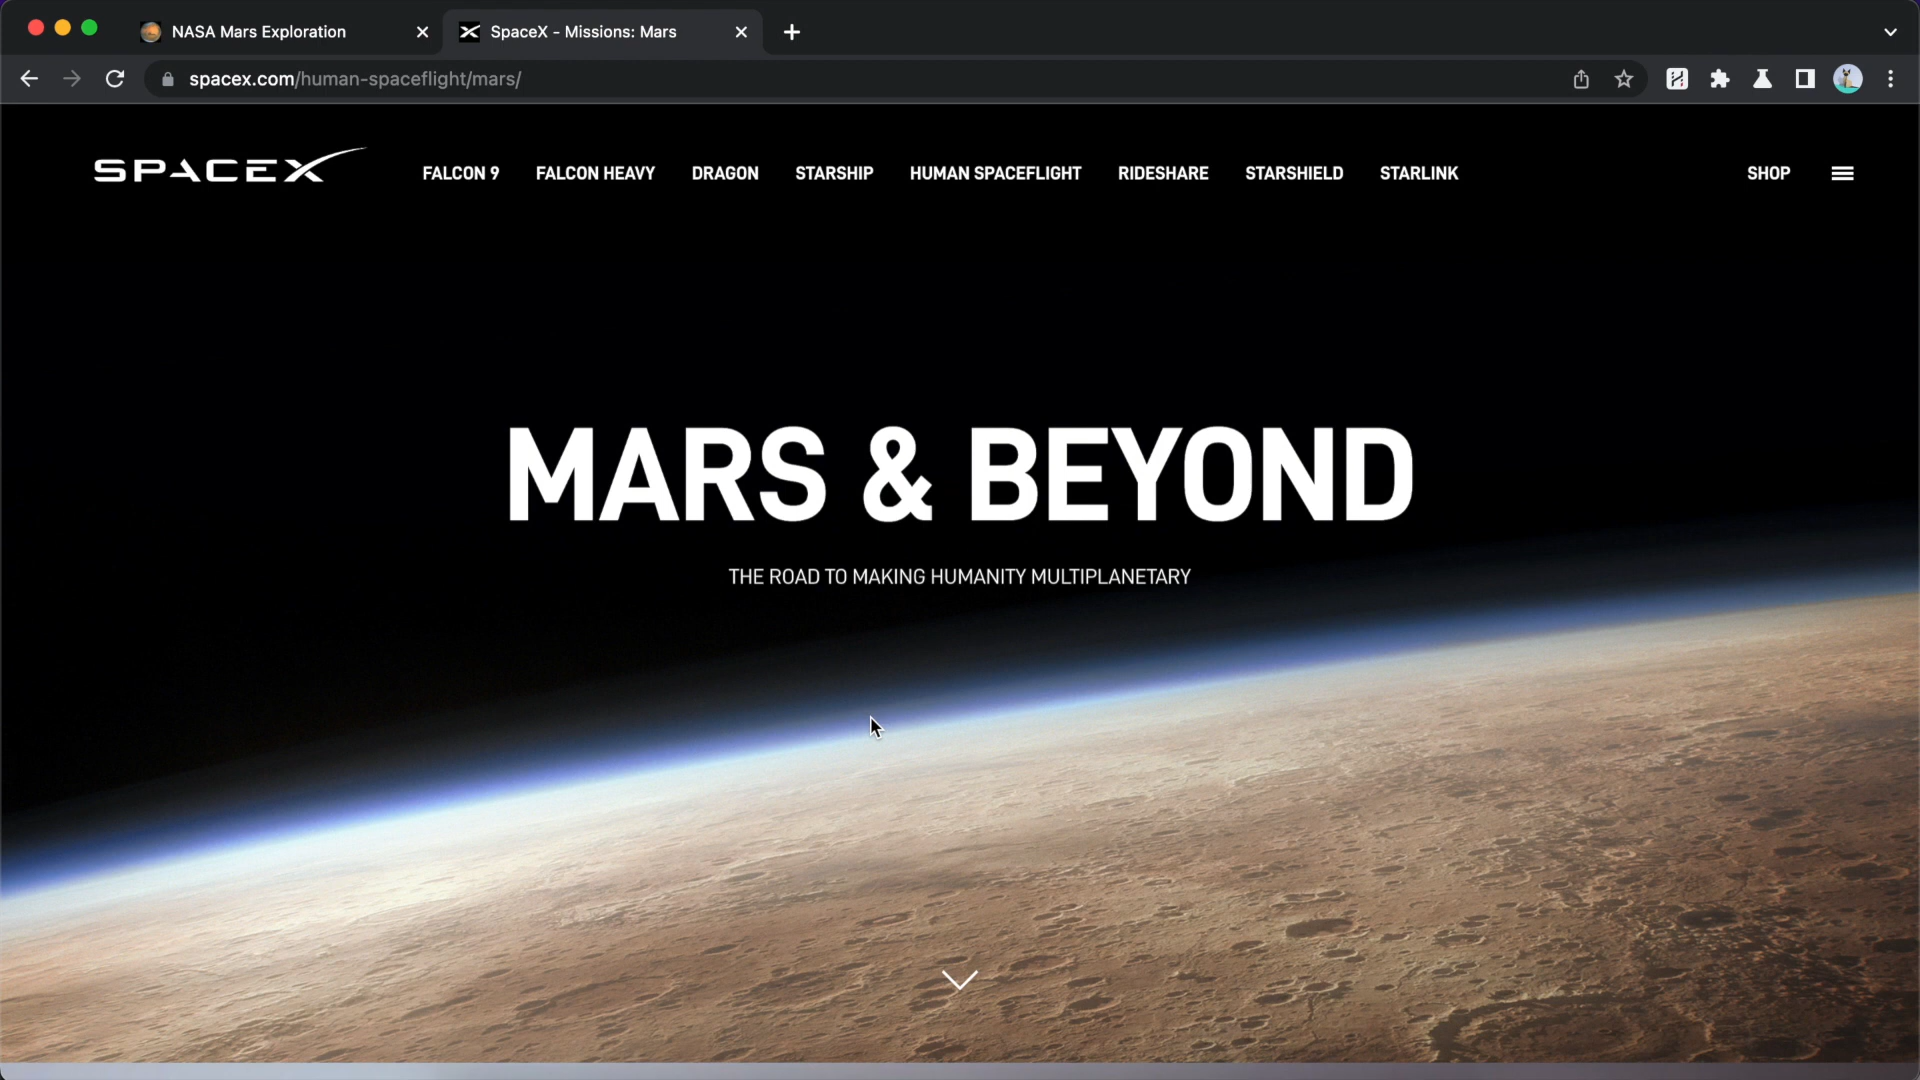 NASA Mars Exploration
SpaceX - Missions: Mars
spacex.com/human-spaceflight/mars/
SPACEX
FALCON 9
FALCON HEAVY
DRAGON
STARSHIP
HUMAN SPACEFLIGHT
RIDESHARE
STARSHIELD
STARLINK
SHOP
MARS & BEYOND
THE ROAD TO MAKING HUMANITY MULTIPLANETARY